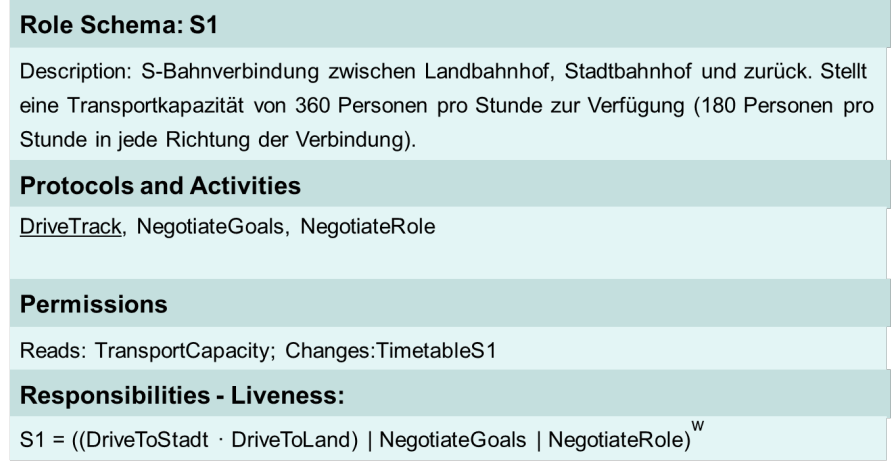 Role Schema: S1
Description: S-Bahnverbindung zwischen Landbahnhof, Stadtbahnhof und zurück. Stellt
eine Transportkapazität von 360 Personen pro Stunde zur Verfügung (180 Personen pro
Stunde in jede Richtung der Verbindung).
Protocols and Activities
DriveTrack, NegotiateGoals, NegotiateRole
Permissions
Reads: TransportCapacity; Changes:TimetableS1
Responsibilities - Liveness:
S1 = ((DriveToStadt · DriveToLand) | NegotiateGoals | NegotiateRole)^w